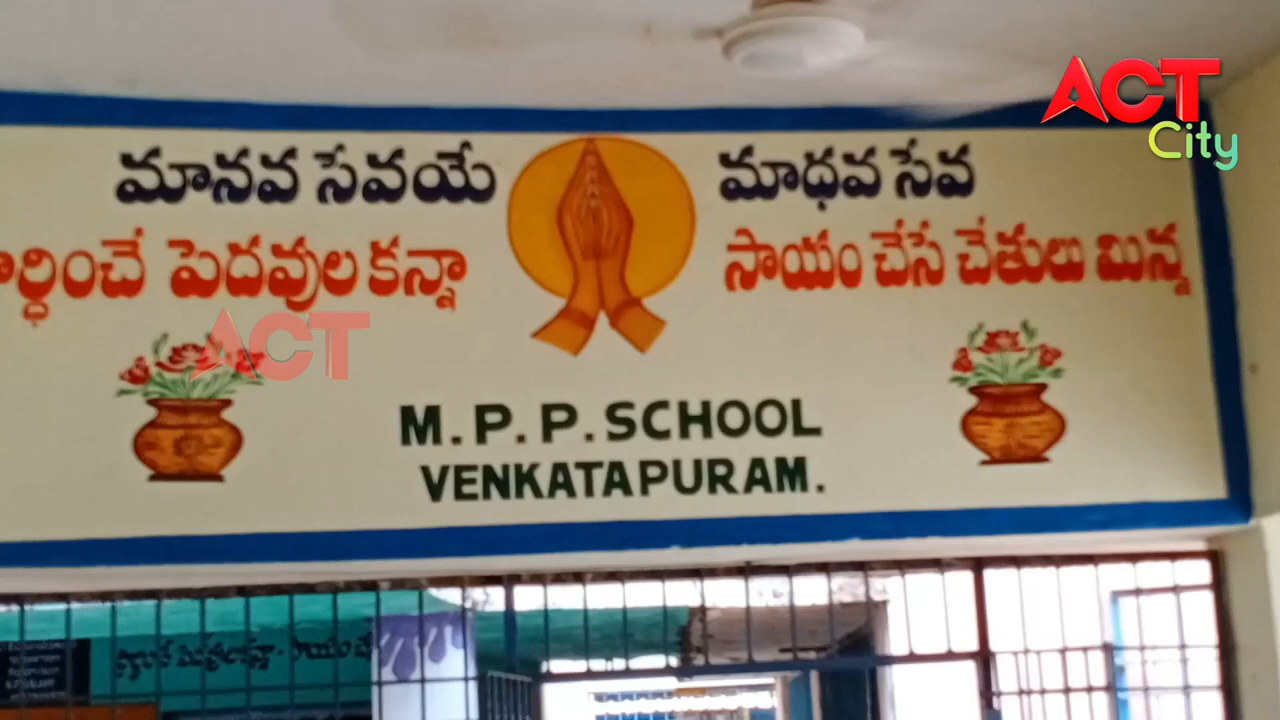 ACT
City
మానవ సేవయే మాధవ సేవ
ర్థించే పెదవుల కన్నా సాయం చేసే చేతులు మిన్న
ACT
M.P.P.SCHOOL
VENKATAPURAM.